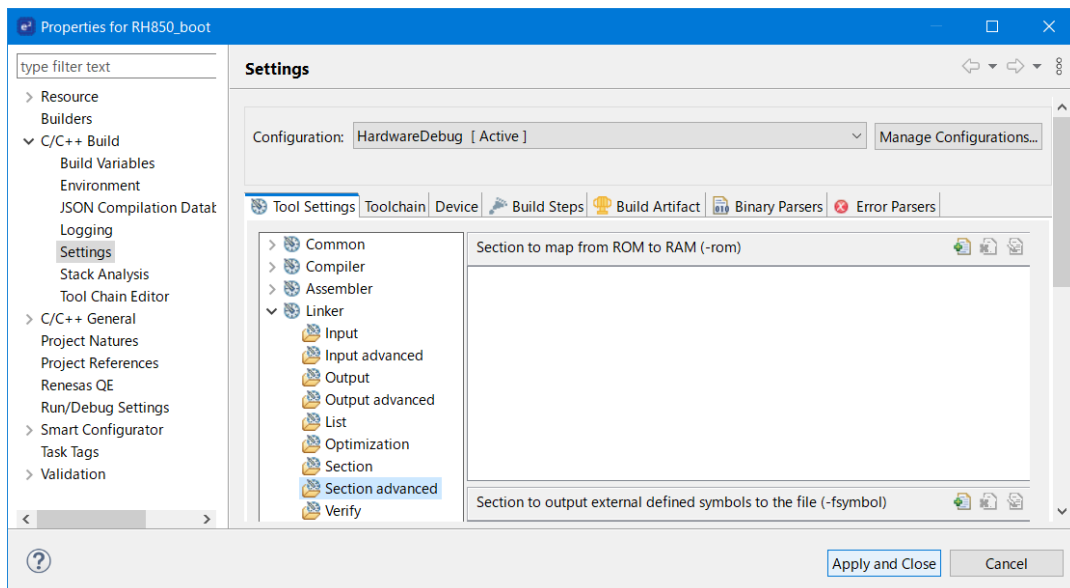 Properties for RH850_boot
type filter text
Resource
Builders
C/C++ Build
Build Variables
Environment
JSON Compilation Datab
Logging
Settings
Stack Analysis
Tool Chain Editor
C/C++ General
Project Natures
Project References
Renesas QE
Run/Debug Settings
Smart Configurator
Task Tags
Validation
Settings
Configuration: HardwareDebug [ Active ] Manage Configurations...
Tool Settings Toolchain Device Build Steps Build Artifact Binary Parsers Error Parsers
Common
Compiler
Assembler
Linker
Input
Input advanced
Output
Output advanced
List
Optimization
Section
Section advanced
Verify
Section to map from ROM to RAM (-rom)
Section to output external defined symbols to the file (-fsymbol)
Apply and Close Cancel